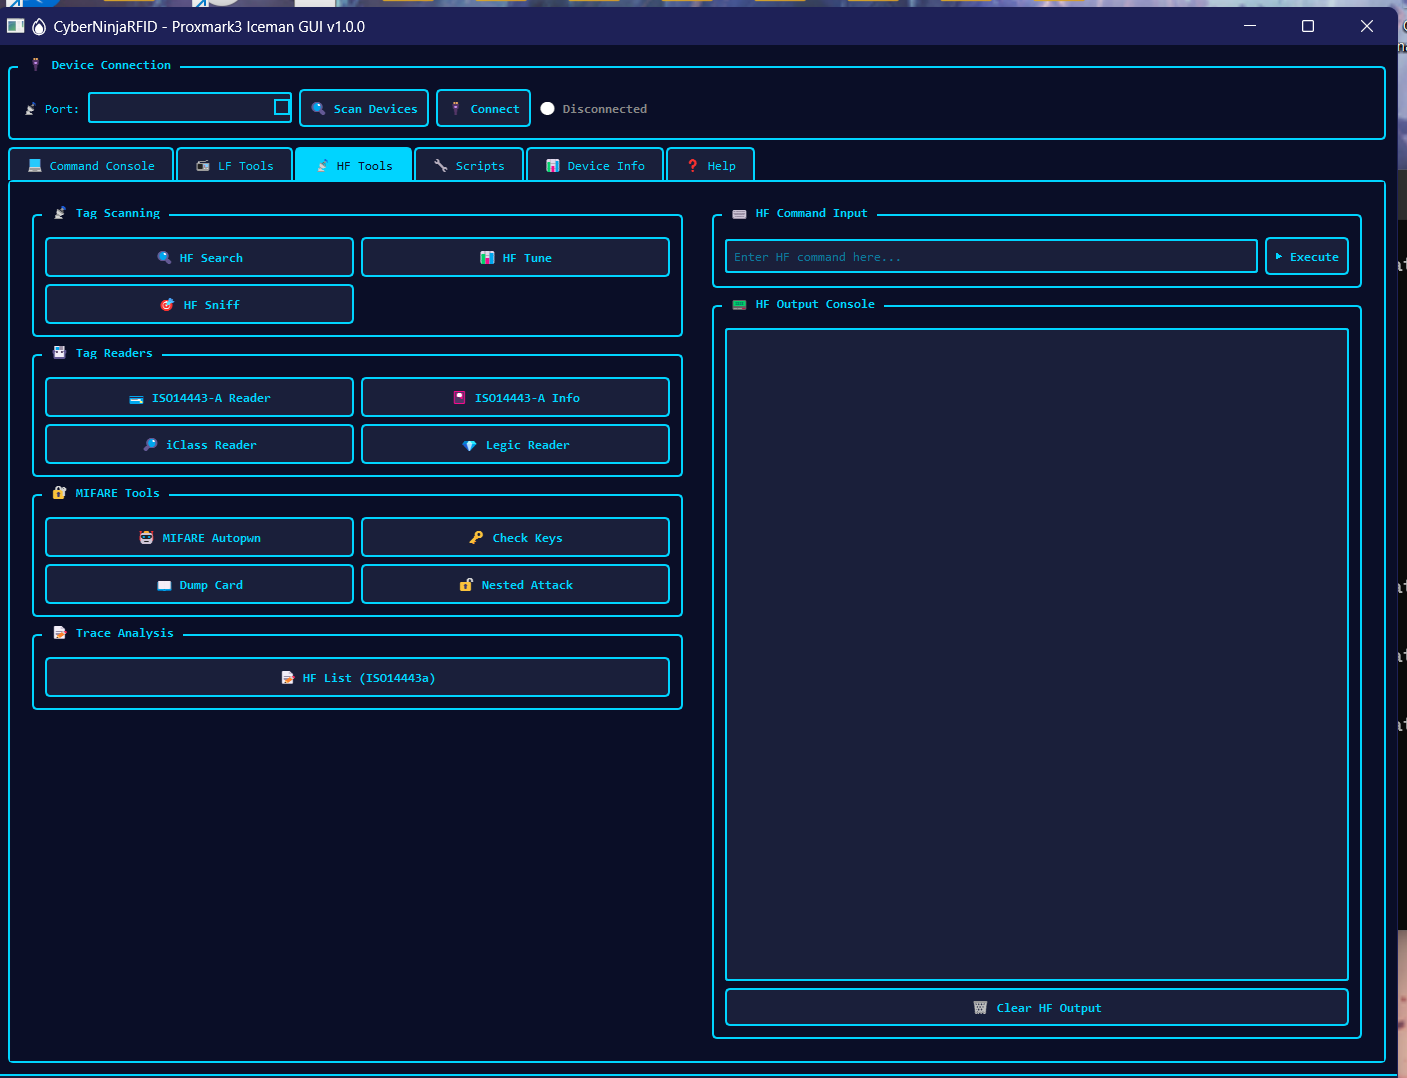 CyberNinjaRFID - Proxmark3 Iceman GUI v1.0.0
Device Connection
Port:
Scan Devices
Connect
Disconnected
Command Console
LF Tools
HF Tools
Scripts
Device Info
Help
Tag Scanning
HF Search
HF Tune
HF Sniff
Tag Readers
ISO14443-A Reader
ISO14443-A Info
iClass Reader
Legic Reader
MIFARE Tools
MIFARE Autopwn
Check Keys
Dump Card
Nested Attack
Trace Analysis
HF List (ISO14443a)
HF Command Input
Enter HF command here...
Execute
HF Output Console
Clear HF Output